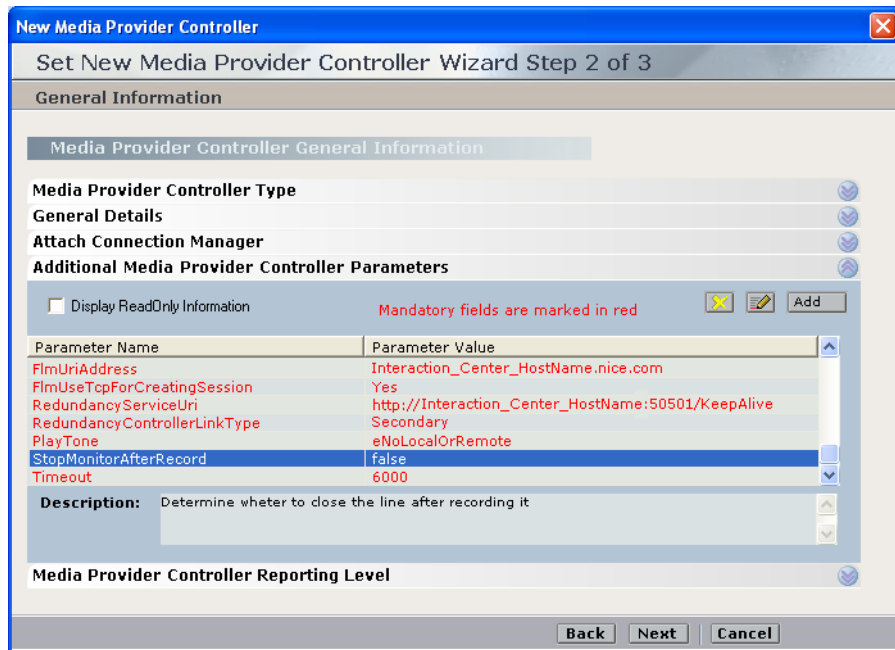 New Media Provider Controller
Set New Media Provider Controller Wizard Step 2 of 3
General Information
Media Provider Controller General Information
Media Provider Controller Type
General Details
Attach Connection Manager
Additional Media Provider Controller Parameters
Display ReadOnly Information Mandatory fields are marked in red Add
Parameter Name Parameter Value
FlmUriAddress Interaction_Center_HostName.nice.com
FlmUseTcpForCreatingSession Yes
RedundancyServiceUri http://Interaction_Center_HostName:50501/KeepAlive
RedundancyControllerLinkType Secondary
PlayTone eNoLocalOrRemote
StopMonitorAfterRecord false
Timeout 6000
Description: Determine wheter to close the line after recording it
Media Provider Controller Reporting Level
Back Next Cancel